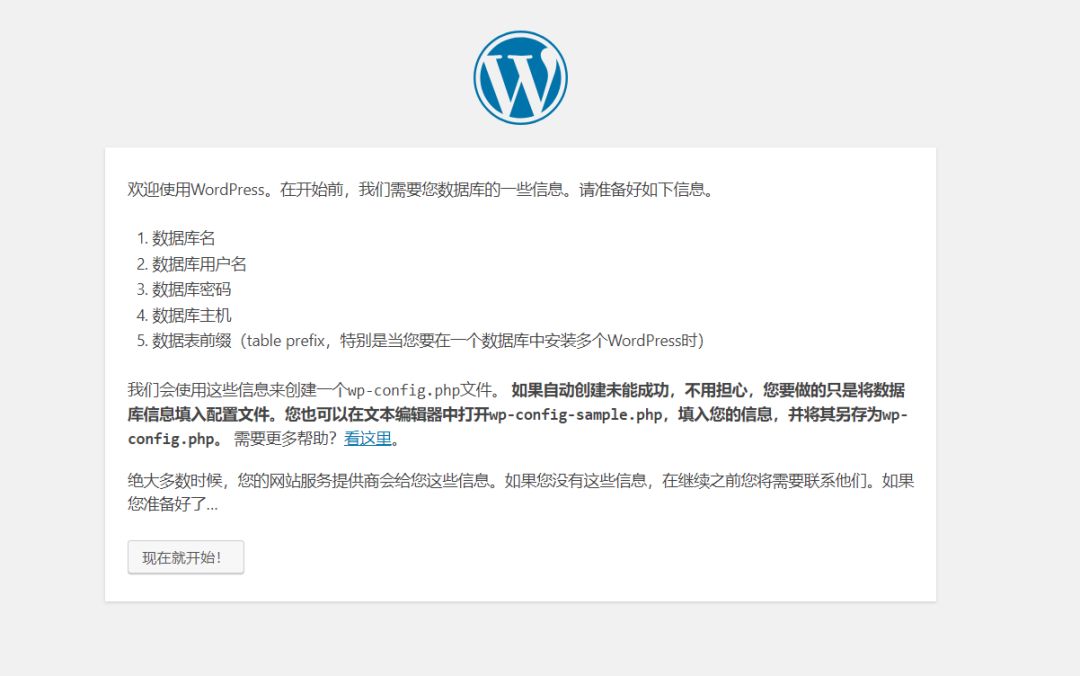 欢迎使用WordPress。在开始前，我们需要您数据库的一些信息。请准备好如下信息。
1. 数据库名
2. 数据库用户名
3. 数据库密码
4. 数据库主机
5. 数据表前缀（table prefix，特别是当您要在一个数据库中安装多个WordPress时）
我们会使用这些信息来创建一个wp-config.php文件。 如果自动创建未能成功，不用担心，您要做的只是将数据
库信息填入配置文件。您也可以在文本编辑器中打开wp-config-sample.php，填入您的信息，并将其另存为wp-
config.php。 需要更多帮助？看这里。
绝大多数时候，您的网站服务提供商会给您这些信息。如果您没有这些信息，在继续之前您将需要联系他们。如果
您准备好了…
现在就开始！